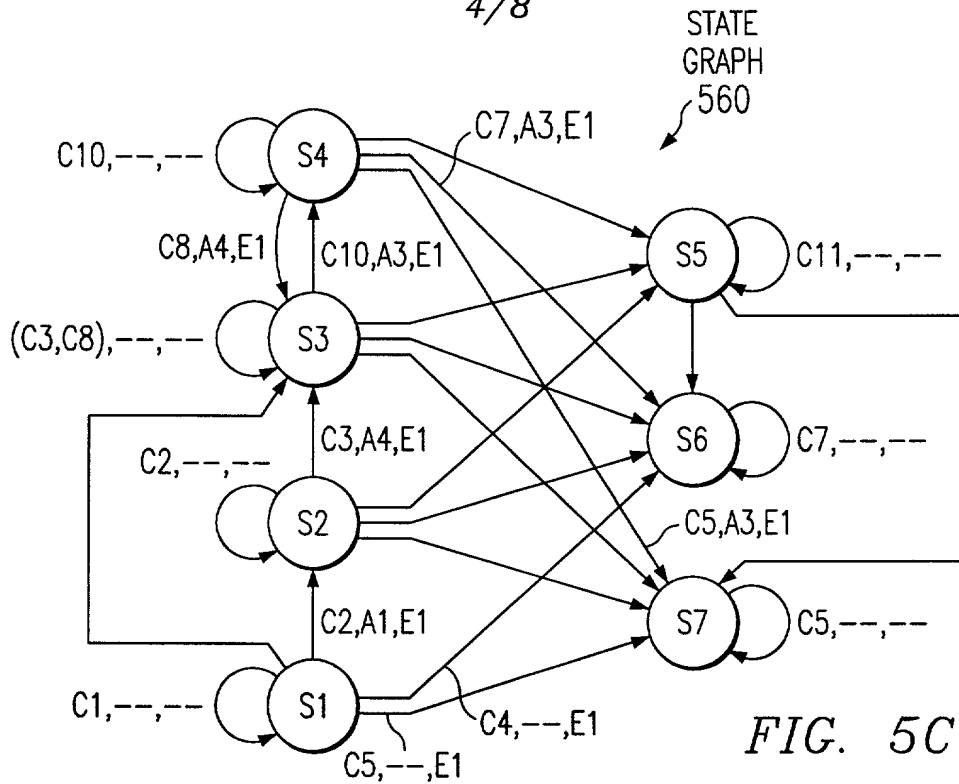 4/8
STATE
GRAPH
560
C7,A3,E1
C10,--,--
S4
C8,A4,E1
C10,A3,E1
S5
C11,--,--
(C3,C8),--,--
S3
C3,A4,E1
S6
C7,--,--
C2,--,--
S2
C5,A3,E1
C2,A1,E1
S7
C5,--,--
C1,--,--
S1
C4,--,E1
C5,--,E1
FIG. 5C